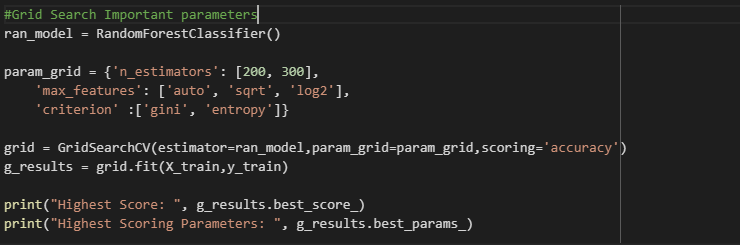 #Grid Search Important parameters
ran_model = RandomForestClassifier()
param_grid = {'n_estimators': [200, 300],
'max_features': ['auto', 'sqrt', 'log2'],
'criterion' :['gini', 'entropy']}
grid = GridSearchCV(estimator=ran_model,param_grid=param_grid,scoring='accuracy')
g_results = grid.fit(X_train,y_train)
print("Highest Score: ", g_results.best_score_)
print("Highest Scoring Parameters: ", g_results.best_params_)